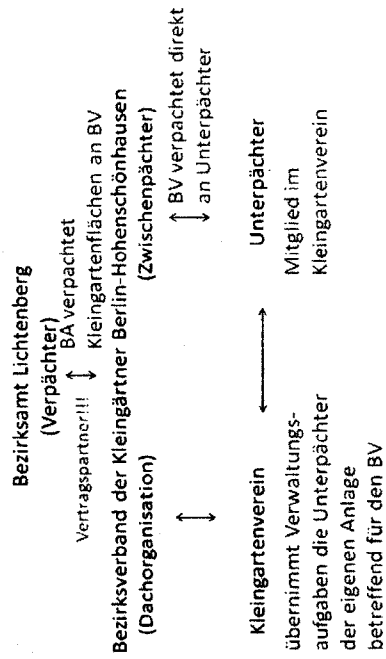 Bezirksamt Lichtenberg
(Verpächter)
Vertragspartner!!! ↔ BA verpachtet
Kleingartenflächen an BV
Bezirksverband der Kleingärtner Berlin-Hohenschönhausen
(Dachorganisation) (Zwischenpächter)
↔ ↔ BV verpachtet direkt
an Unterpächter
Kleingartenverein ↔ Unterpächter
übernimmt Verwaltungs- Mitglied im
aufgaben die Unterpächter Kleingartenverein
der eigenen Anlage
betreffend für den BV